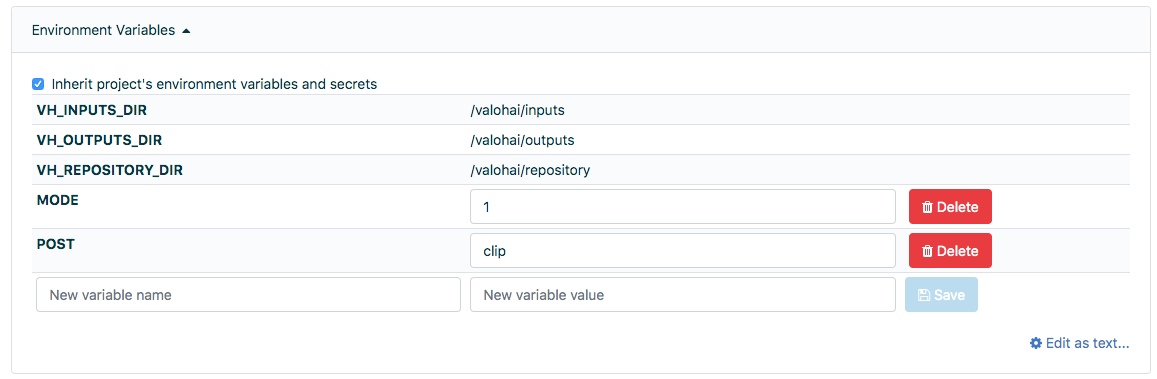 Environment Variables
Inherit project's environment variables and secrets
VH_INPUTS_DIR /valohai/inputs
VH_OUTPUTS_DIR /valohai/outputs
VH_REPOSITORY_DIR /valohai/repository
MODE 1 Delete
POST clip Delete
New variable name New variable value Save
Edit as text...